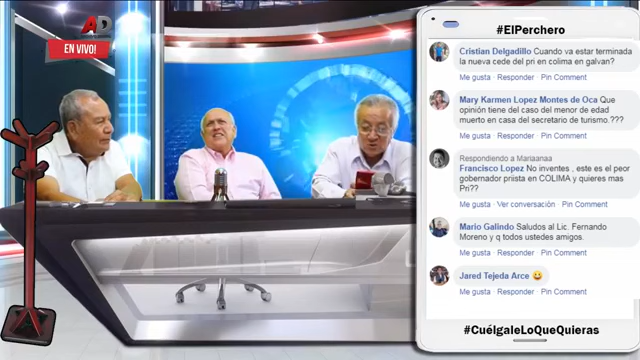 AD
EN VIVO!
#ElPerchero
Cristian Delgadillo Cuando va estar terminada
la nueva cede del pri en colima en galvan?
Me gusta · Responder · Pin Comment
Mary Karmen Lopez Montes de Oca Que
opinión tiene del caso del menor de edad
muerto en casa del secretario de turismo.???
Me gusta · Responder · Pin Comment
Respondiendo a Mariaanaa
Francisco Lopez No inventes , este es el peor
gobernador priista en COLIMA y quieres mas
Pri??
Me gusta · Ver conversación · Pin Comment
Mario Galindo Saludos al Lic. Fernando
Moreno y q todos ustedes amigos.
Me gusta · Responder · Pin Comment
Jared Tejeda Arce 😀
Me gusta · Responder · Pin Comment
#CuélgaleLoQueQuieras